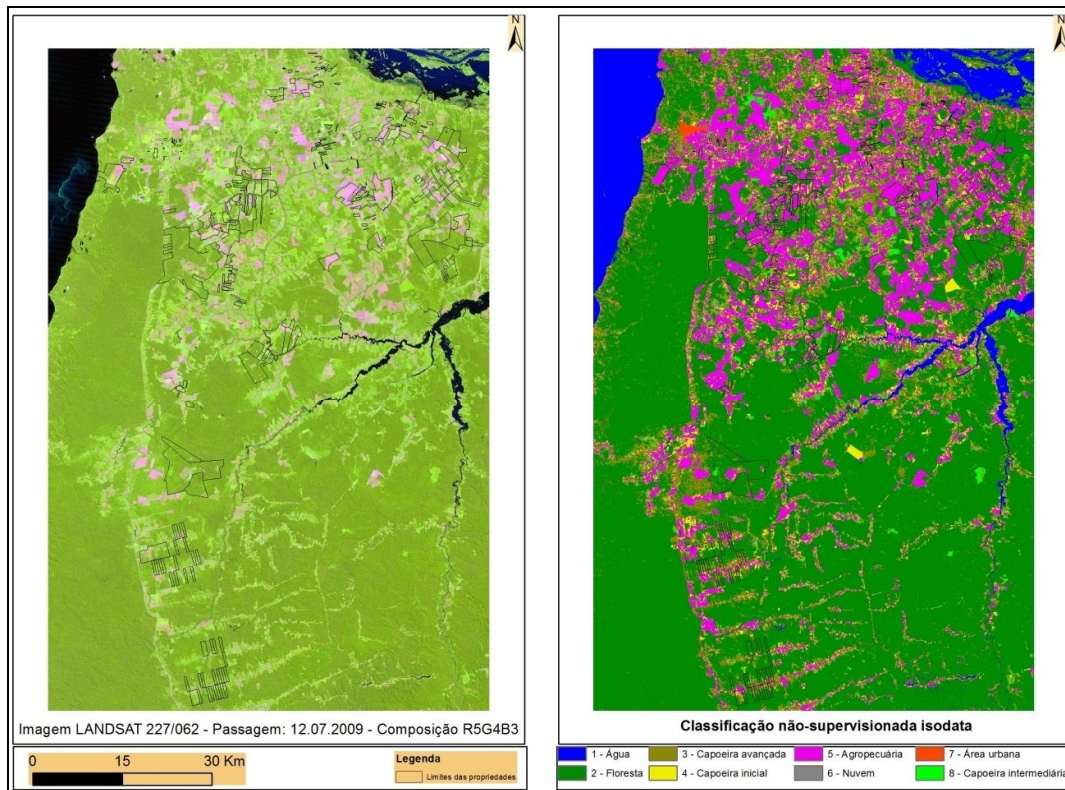 N
N
Imagem LANDSAT 227/062 - Passagem: 12.07.2009 - Composição R5G4B3
Classificação não-supervisionada isodata
0 15 30 Km
Legenda
Limites das propriedades
1 - Água
3 - Capoeira avançada
5 - Agropecuária
7 - Área urbana
2 - Floresta
4 - Capoeira inicial
6 - Nuvem
8 - Capoeira intermediária